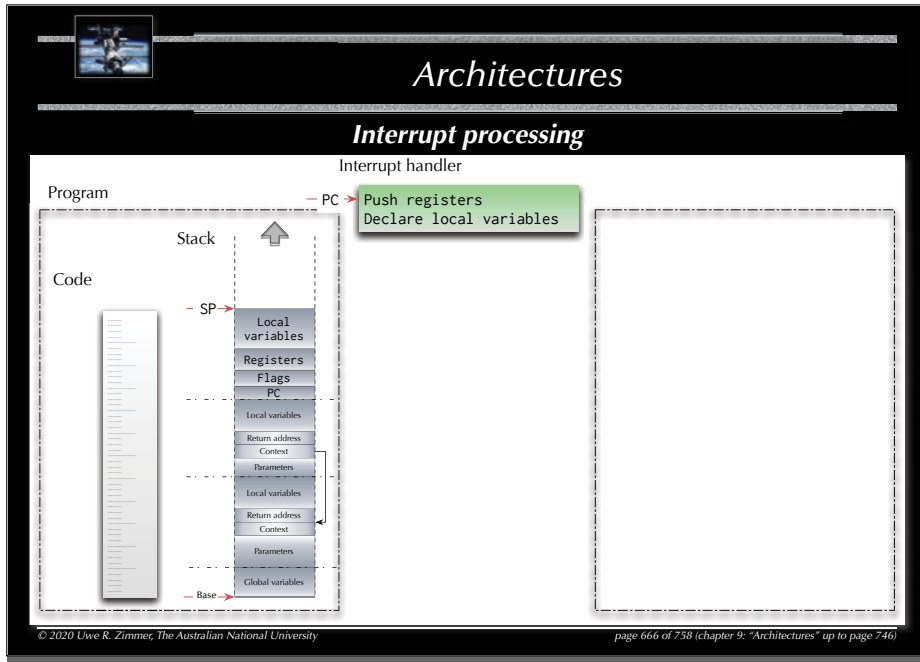 Architectures
Interrupt processing
Interrupt handler
Program
PC
Push registers
Declare local variables
Stack
Code
SP
Local
variables
Registers
Flags
PC
Local variables
Return address
Context
Parameters
Local variables
Return address
Context
Parameters
Global variables
Base
© 2020 Uwe R. Zimmer, The Australian National University
page 666 of 758 (chapter 9: “Architectures” up to page 746)